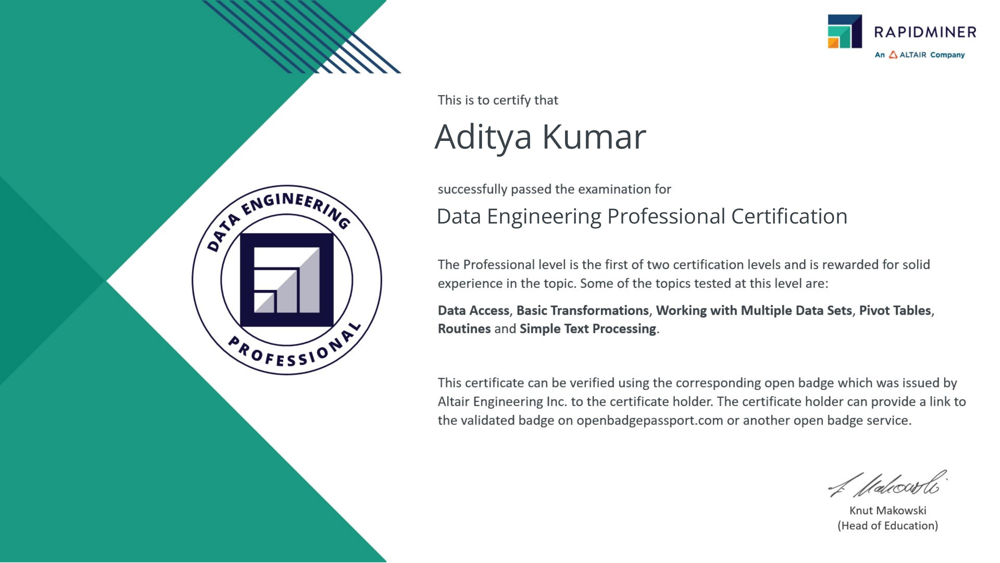 RAPIDMINER
An ALTAIR Company
This is to certify that
Aditya Kumar
successfully passed the examination for
Data Engineering Professional Certification
DATA ENGINEERING
PROFESSIONAL
The Professional level is the first of two certification levels and is rewarded for solid
experience in the topic. Some of the topics tested at this level are:
Data Access, Basic Transformations, Working with Multiple Data Sets, Pivot Tables,
Routines and Simple Text Processing.
This certificate can be verified using the corresponding open badge which was issued by
Altair Engineering Inc. to the certificate holder. The certificate holder can provide a link to
the validated badge on openbadgepassport.com or another open badge service.
Knut Makowski
(Head of Education)